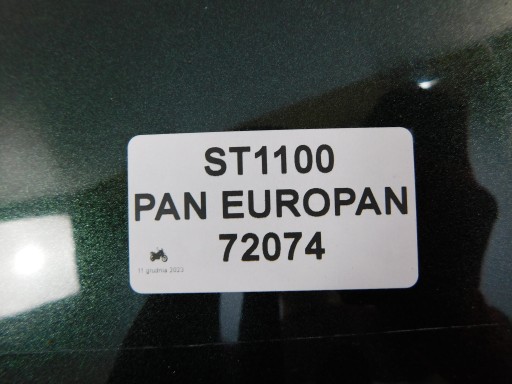 ST1100
PAN EUROPAN
72074
11 grudnia 2023